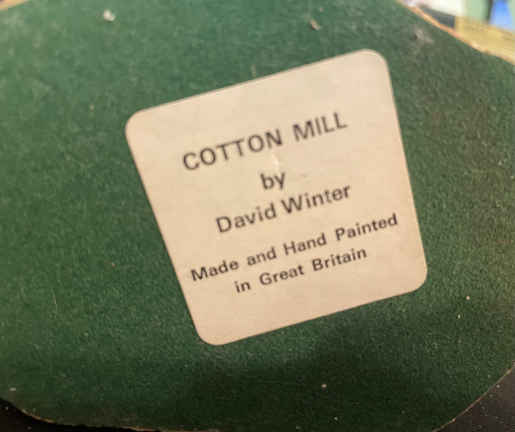 COTTON MILL
by
David Winter
Made and Hand Painted
in Great Britain